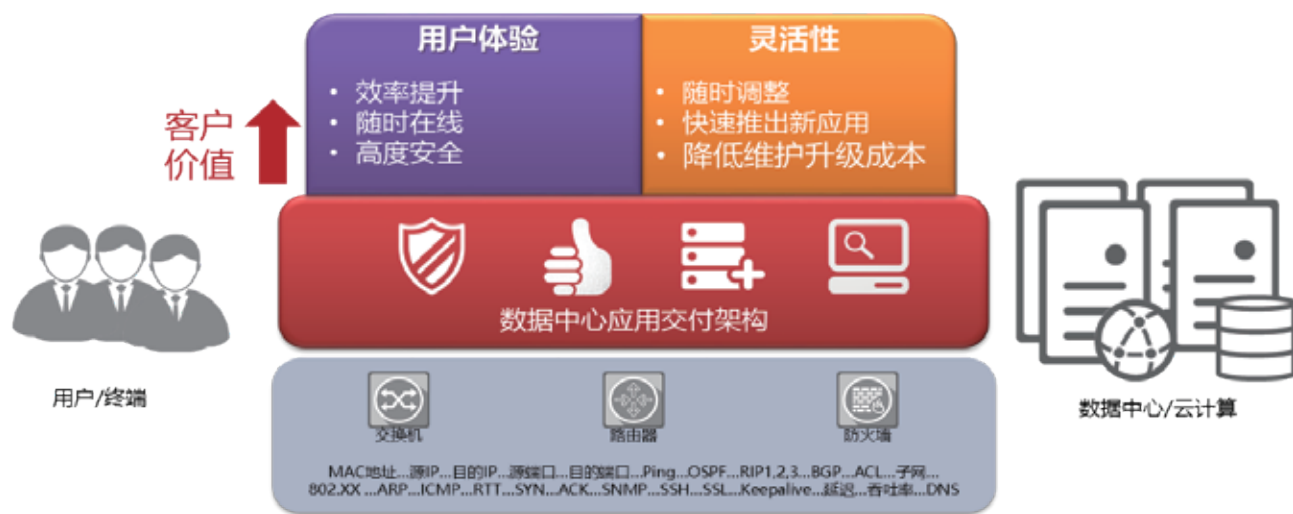 用户体验
• 效率提升
• 随时在线
• 高度安全
灵活性
• 随时调整
• 快速推出新应用
• 降低维护升级成本
客户
价值
数据中心应用交付架构
用户/终端
数据中心/云计算
交换机
路由器
防火墙
MAC地址...源IP...目的IP...源端口...目的端口...Ping...OSPF...RIP1,2,3...BGP...ACL...子网...
802.XX ...ARP...ICMP...RTT...SYN...ACK...SNMP...SSH...SSL...Keepalive...延迟...吞吐率...DNS